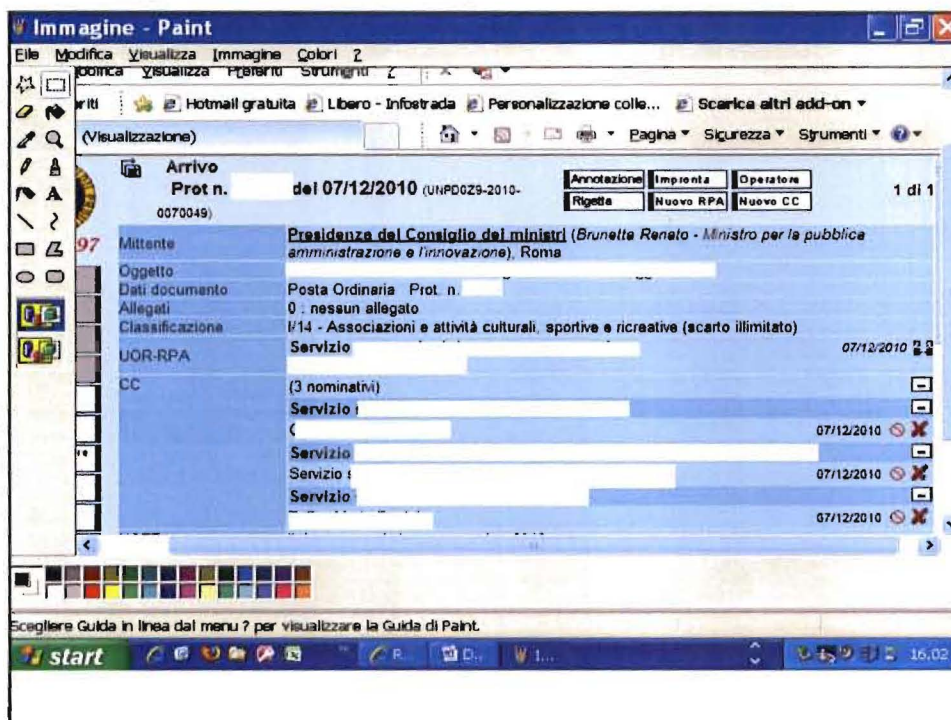 Immagine - Paint
File Modifica Visualizza Immagine Colori ?
Modifica Visualizza Preferiti Strumenti ?
Hotmail gratuita Libero - Infostrada Personalizzazione colle... Scarica altri add-on
(Visualizzazione) Pagina Sicurezza Strumenti
Arrivo
Prot n. del 07/12/2010 (UNPD0Z9-2010-
0070049)
Annotazione Impronta Operatore
Rigetta Nuovo RPA Nuovo CC
1 di 1
97
Mittente Presidenza del Consiglio dei ministri (Brunetta Renato - Ministro per la pubblica
amministrazione e l'innovazione), Roma
Oggetto
Dati documento Posta Ordinaria Prot. n.
Allegati 0 : nessun allegato
Classificazione I/14 - Associazioni e attività culturali, sportive e ricreative (scarto illimitato)
UOR-RPA Servizio 07/12/2010
CC (3 nominativi)
Servizio
07/12/2010
Servizio
Servizio s 07/12/2010
Servizio
07/12/2010
Scegliere Guida in linea dal menu ? per visualizzare la Guida di Paint.
start R... D... I... 16.02